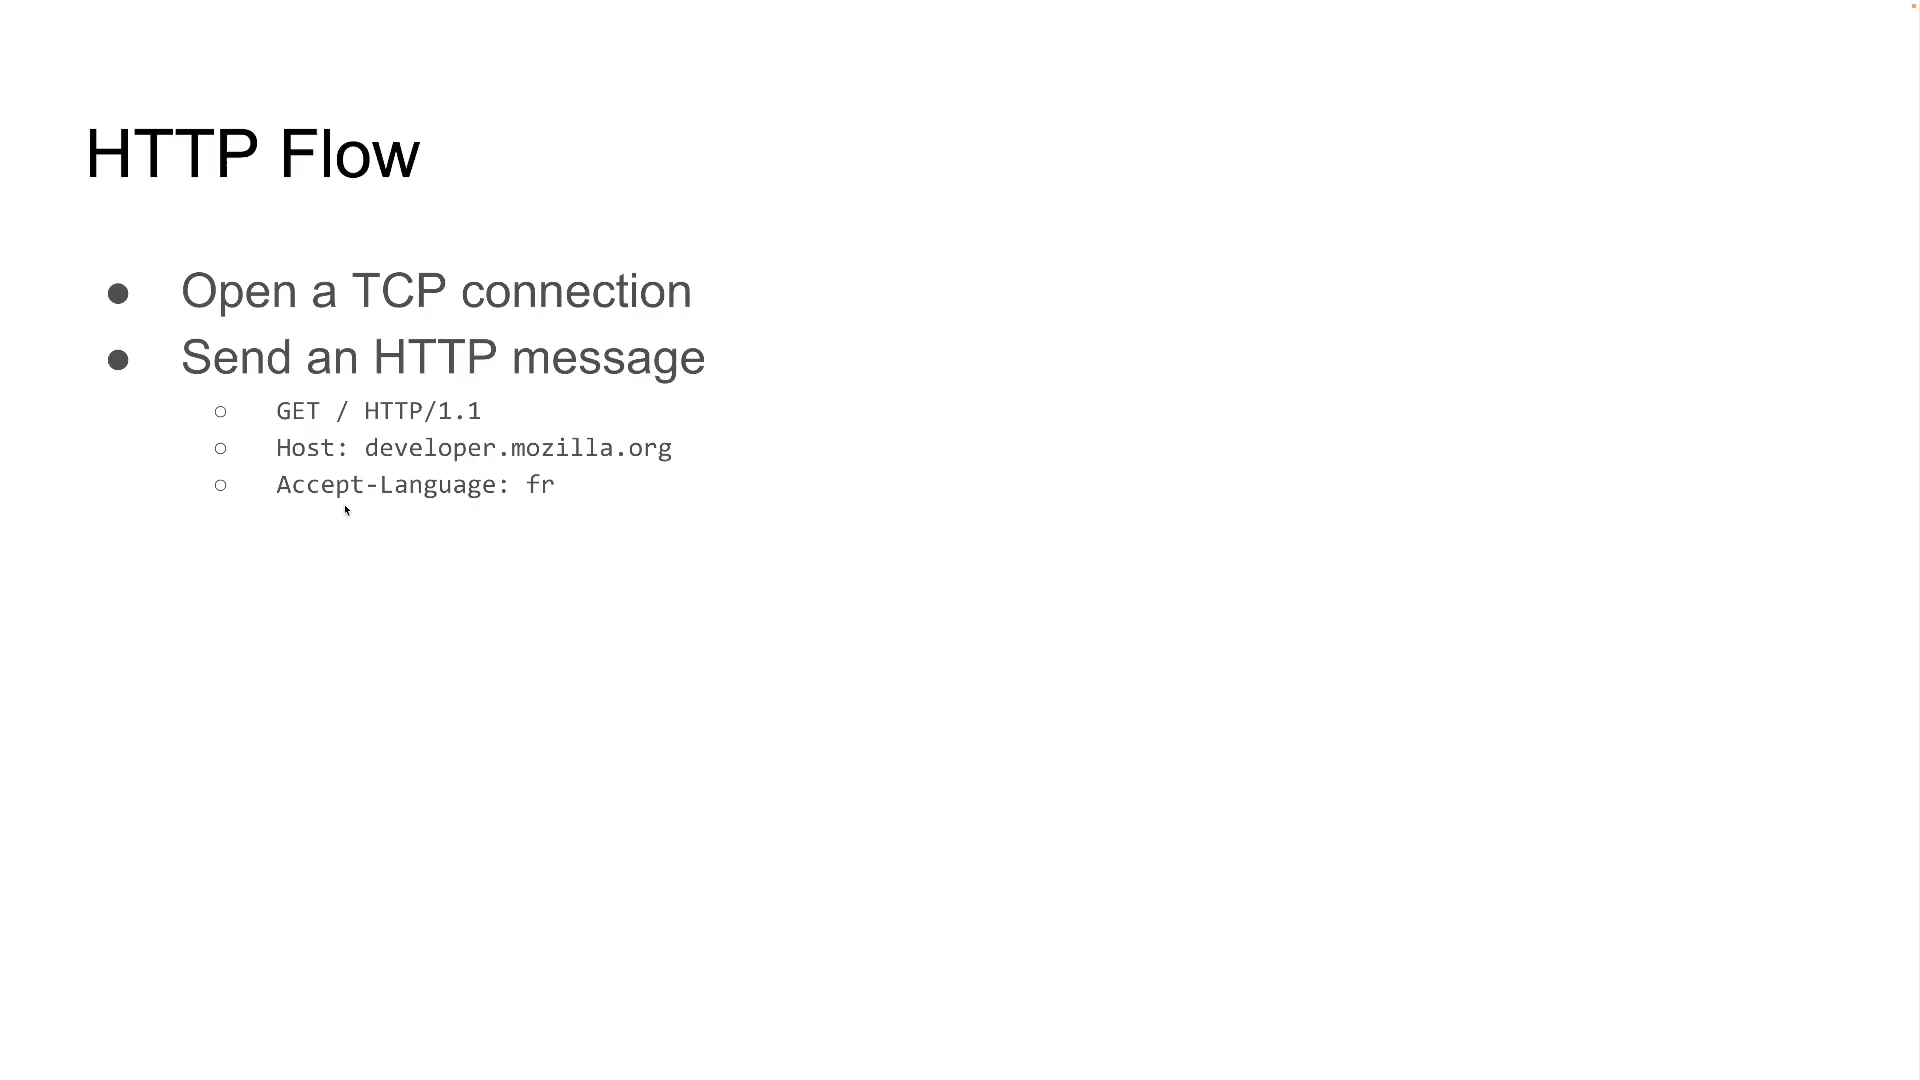 HTTP Flow
● Open a TCP connection
● Send an HTTP message
○ GET / HTTP/1.1
○ Host: developer.mozilla.org
○ Accept-Language: fr